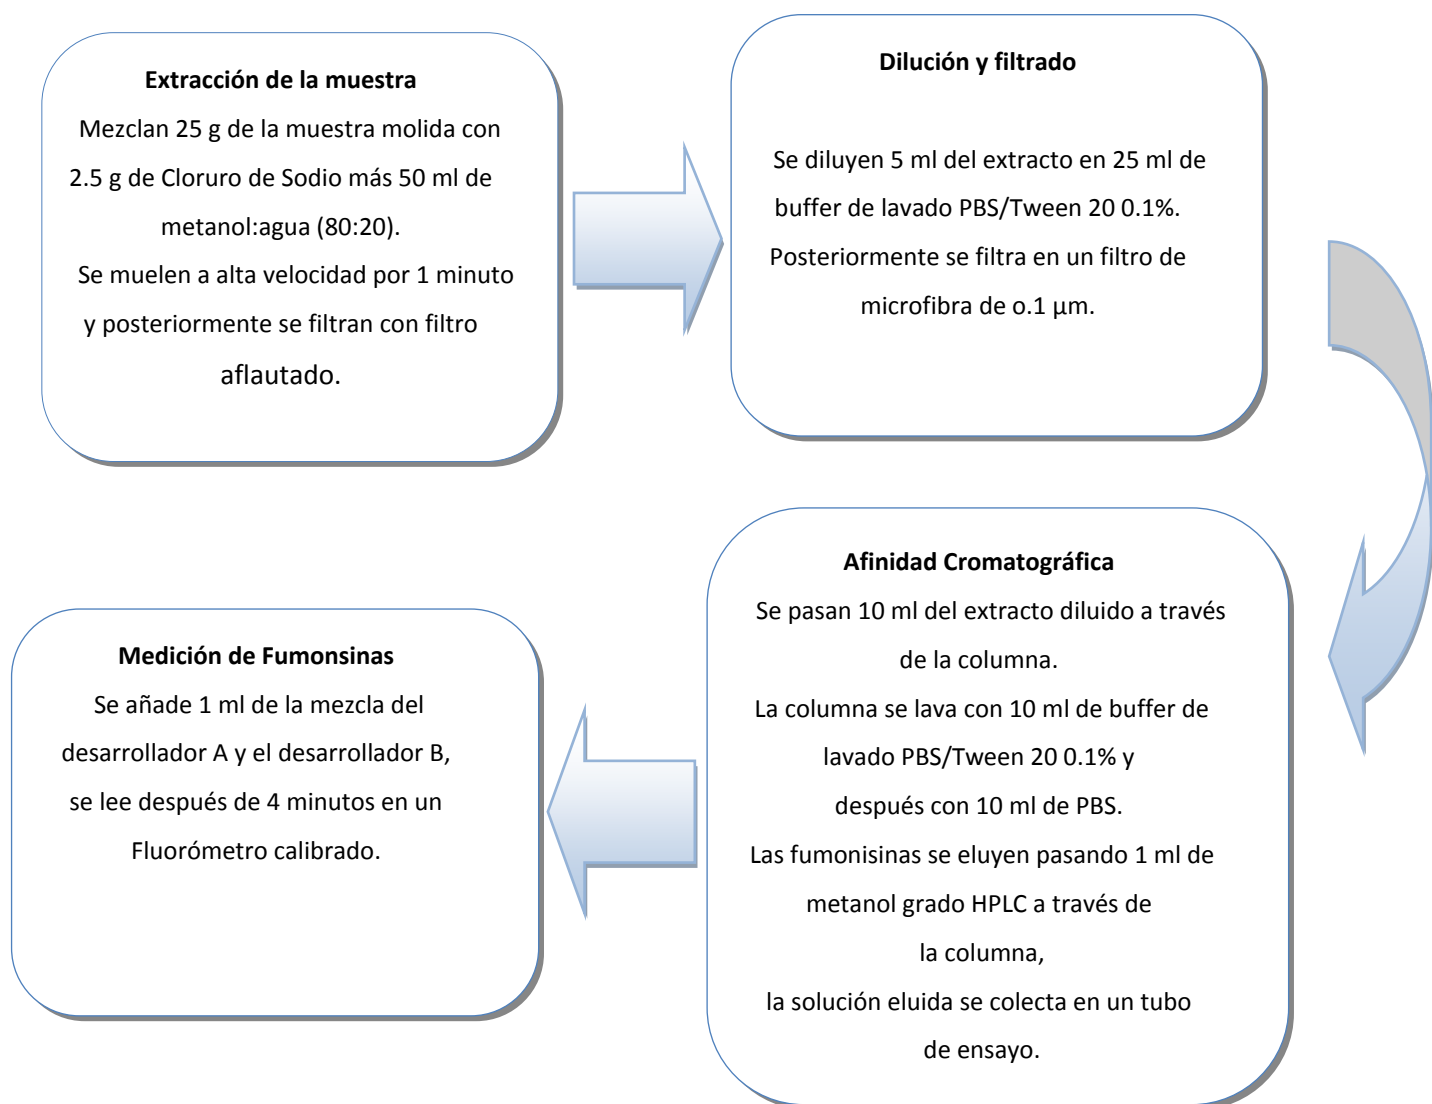 Extracción de la muestra
Mezclan 25 g de la muestra molida con
2.5 g de Cloruro de Sodio más 50 ml de
metanol:agua (80:20).
Se muelen a alta velocidad por 1 minuto
y posteriormente se filtran con filtro
aflautado.
Dilución y filtrado
Se diluyen 5 ml del extracto en 25 ml de
buffer de lavado PBS/Tween 20 0.1%.
Posteriormente se filtra en un filtro de
microfibra de o.1 µm.
Afinidad Cromatográfica
Se pasan 10 ml del extracto diluido a través
de la columna.
La columna se lava con 10 ml de buffer de
lavado PBS/Tween 20 0.1% y
después con 10 ml de PBS.
Las fumonisinas se eluyen pasando 1 ml de
metanol grado HPLC a través de
la columna,
la solución eluida se colecta en un tubo
de ensayo.
Medición de Fumonsinas
Se añade 1 ml de la mezcla del
desarrollador A y el desarrollador B,
se lee después de 4 minutos en un
Fluorómetro calibrado.